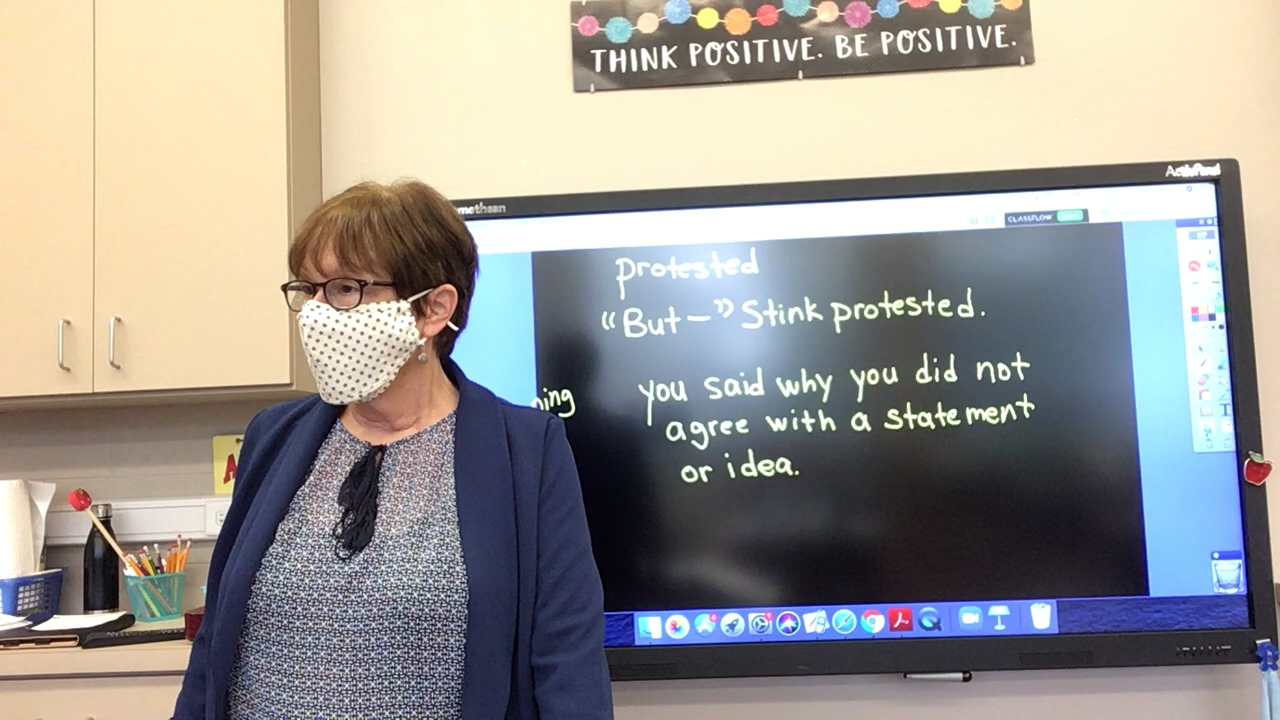 THINK POSITIVE. BE POSITIVE.
ActivPanel
CLASSFLOW
protested
"But—" Stink protested.
you said why you did not
agree with a statement
or idea.